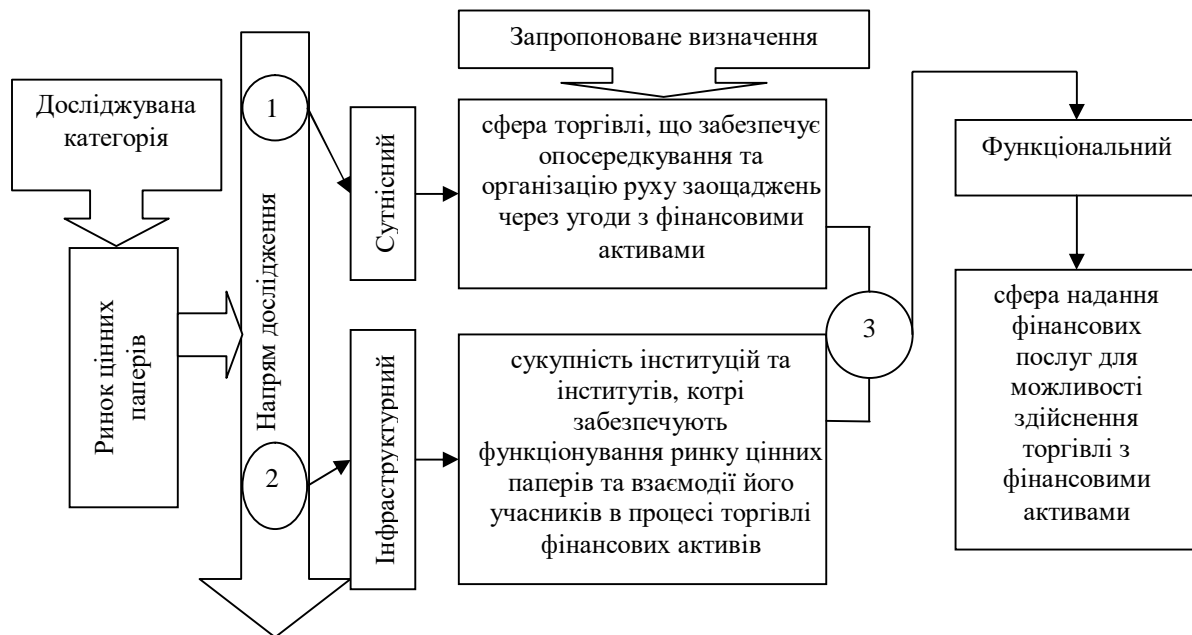 Запропоноване визначення
Досліджувана
категорія
Ринок цінних
паперів
Напрям дослідження
1
Сутнісний
сфера торгівлі, що забезпечує
опосередкування та
організацію руху заощаджень
через угоди з фінансовими
активами
2
Інфраструктурний
сукупність інституцій та
інститутів, котрі
забезпечують
функціонування ринку цінних
паперів та взаємодії його
учасників в процесі торгівлі
фінансових активів
3
Функціональний
сфера надання
фінансових
послуг для
можливості
здійснення
торгівлі з
фінансовими
активами